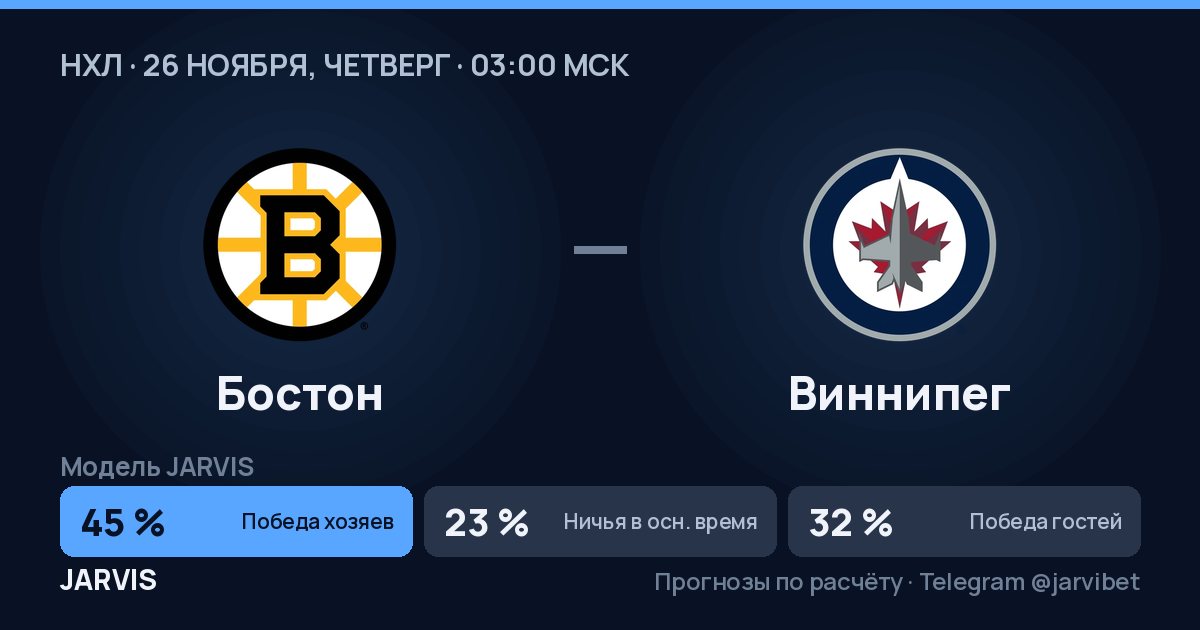 НХЛ · 26 НОЯБРЯ, ЧЕТВЕРГ · 03:00 МСК
B
®
Бостон
Виннипег
Модель JARVIS
45 % Победа хозяев
23 % Ничья в осн. время
32 % Победа гостей
JARVIS
Прогнозы по расчёту · Telegram @jarvibet